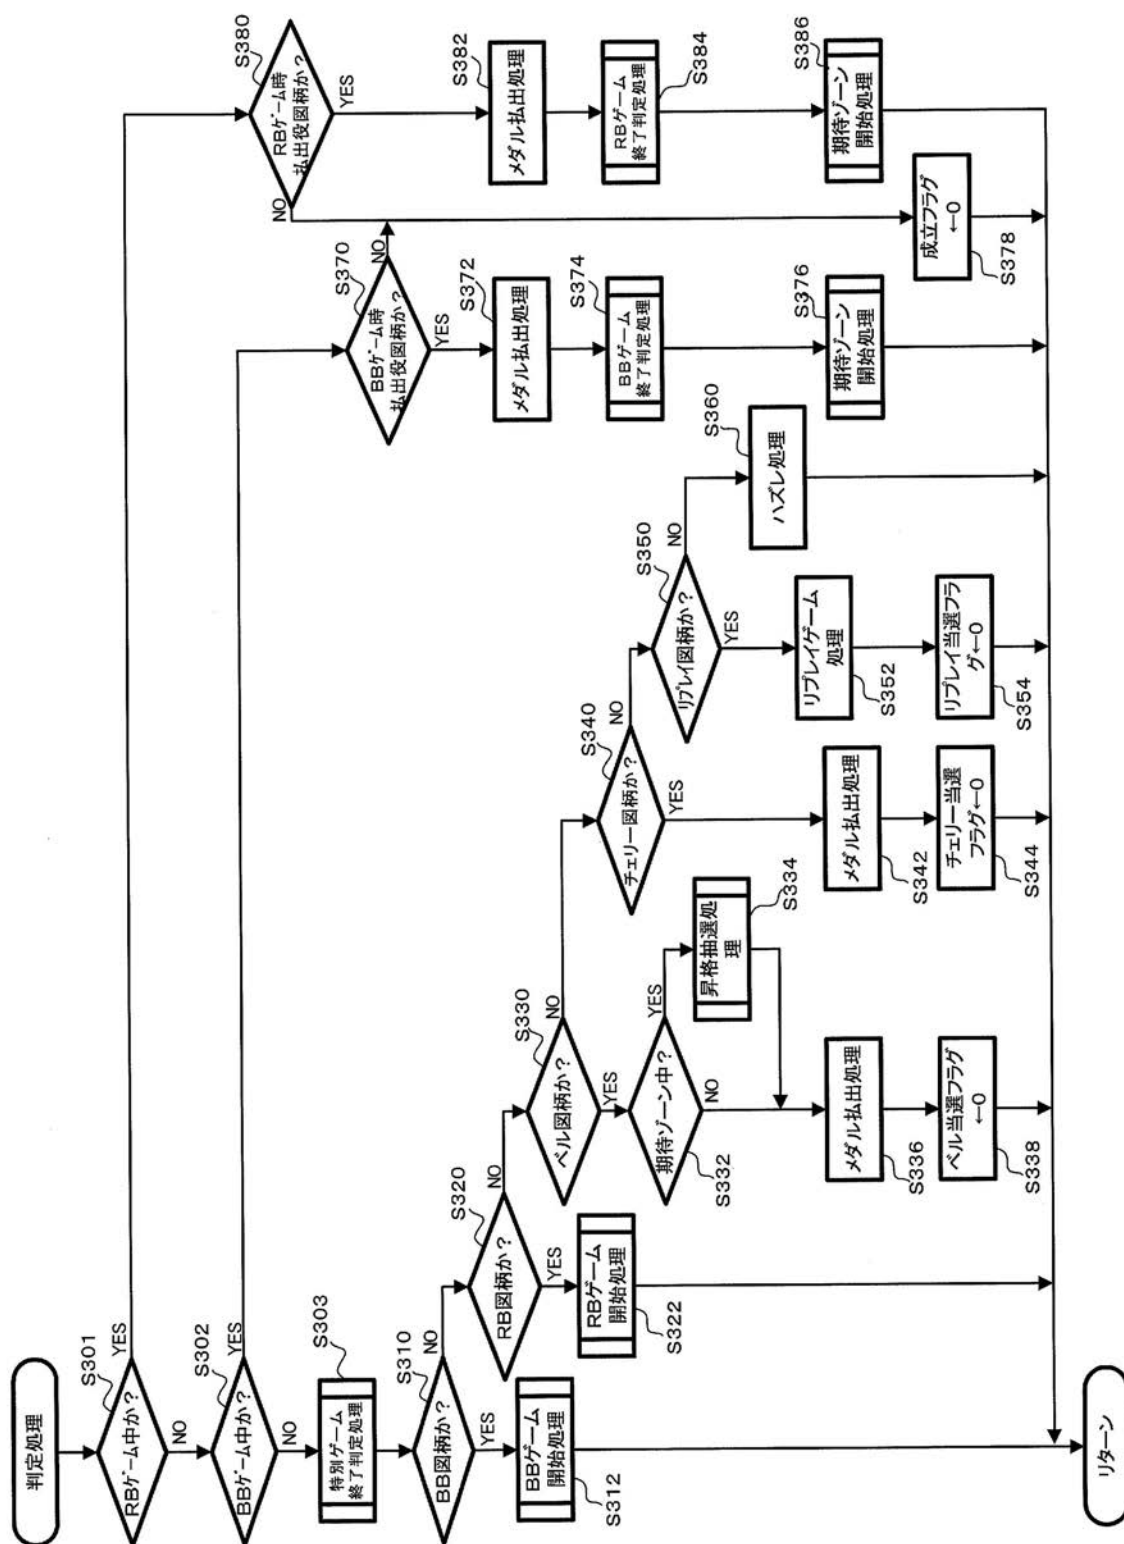 判定処理
S301
RBゲーム中か？
YES
NO
S302
BBゲーム中か？
YES
NO
S303
特別ゲーム
終了判定処理
S310
BB図柄か？
NO
YES
BBゲーム
開始処理
S312
S320
RB図柄か？
NO
YES
RBゲーム
開始処理
S322
S330
ベル図柄か？
NO
YES
期待ゾーン中？
S332
YES
NO
昇格抽選処
理
S334
メダル払出処理
S336
ベル当選フラグ
←0
S338
S340
チェリー図柄か？
NO
YES
メダル払出処理
S342
チェリー当選
フラグ←0
S344
S350
リプレイ図柄か？
NO
YES
リプレイゲーム
処理
S352
リプレイ当選フラ
グ←0
S354
S360
ハズレ処理
S370
BBゲーム時
払出役図柄か？
NO
YES
S372
メダル払出処理
S374
BBゲーム
終了判定処理
S376
期待ゾーン
開始処理
成立フラグ
←0
S378
S380
RBゲーム時
払出役図柄か？
NO
YES
S382
メダル払出処理
RBゲーム
終了判定処理
S384
S386
期待ゾーン
開始処理
リターン